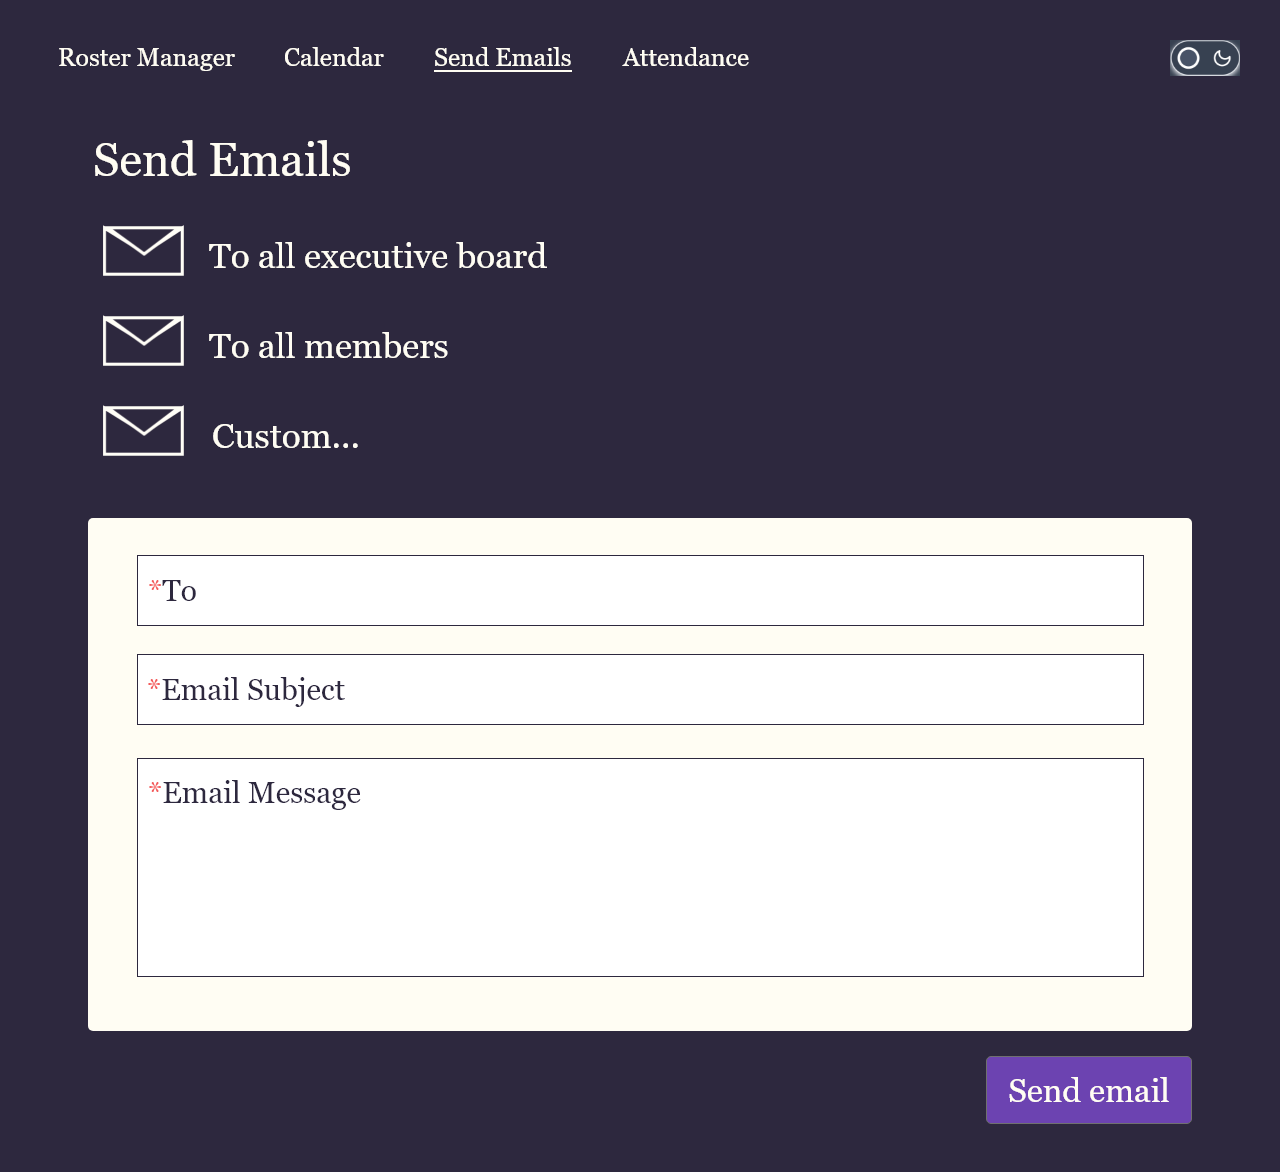 Roster Manager Calendar Send Emails Attendance
Send Emails
To all executive board
To all members
Custom...
*To
*Email Subject
*Email Message
Send email